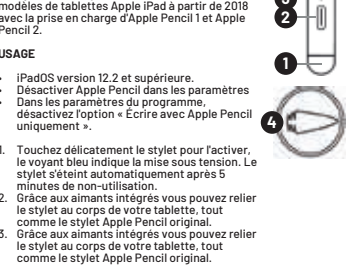 modèles de tablettes Apple iPad à partir de 2018
avec la prise en charge d'Apple Pencil 1 et Apple
Pencil 2.
USAGE
• iPadOS version 12.2 et supérieure.
• Désactiver Apple Pencil dans les paramètres
• Dans les paramètres du programme,
désactivez l'option « Écrire avec Apple Pencil
uniquement ».
1. Touchez délicatement le stylet pour l'activer,
le voyant bleu indique la mise sous tension. Le
stylet s'éteint automatiquement après 5
minutes de non-utilisation.
2. Grâce aux aimants intégrés vous pouvez relier
le stylet au corps de votre tablette, tout
comme le stylet Apple Pencil original.
3. Grâce aux aimants intégrés vous pouvez relier
le stylet au corps de votre tablette, tout
comme le stylet Apple Pencil original.
3
2
1
4